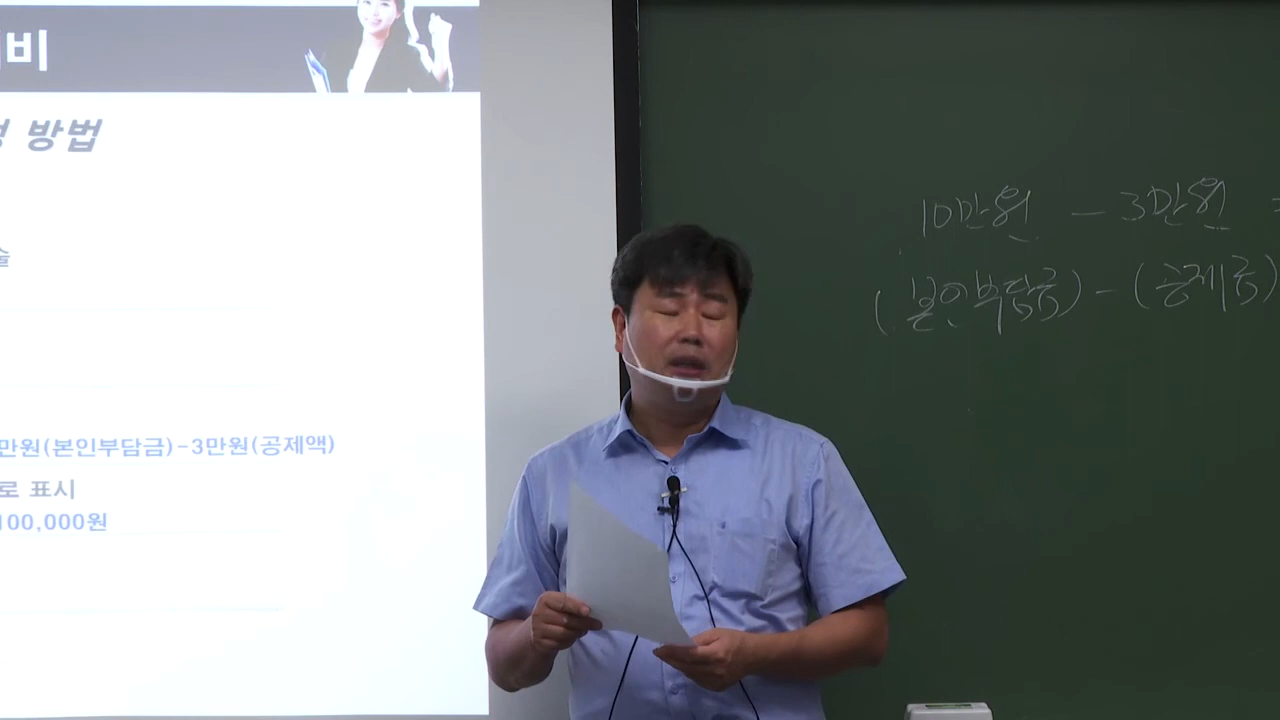 비
방법
술
만원(본인부담금)-3만원(공제액)
로 표시
100,000원
10만원 - 3만원
(본인부담금) - (공제금)